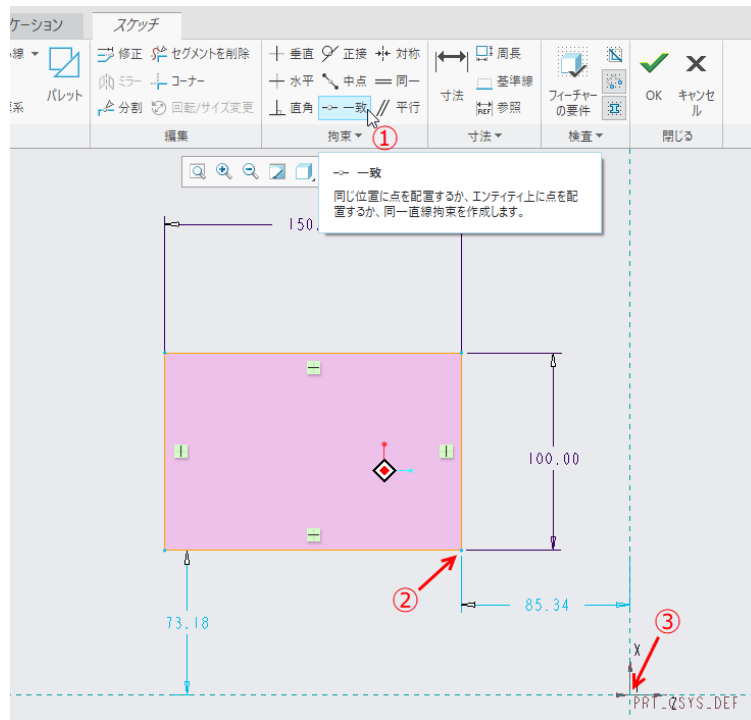 ケーション スケッチ
線 修正 セグメントを削除 垂直 正接 対称 周長
ミラー コーナー 水平 中点 同一 基準線
系 パレット 分割 回転/サイズ変更 直角 一致 平行 寸法 参照 フィーチャー
の要件 OK キャンセ
ル
編集 拘束 寸法 検査 閉じる
①
一致
同じ位置に点を配置するか、エンティティ上に点を配
置するか、同一直線拘束を作成します。
150.
100.00
②
85.34
③
73.18
X